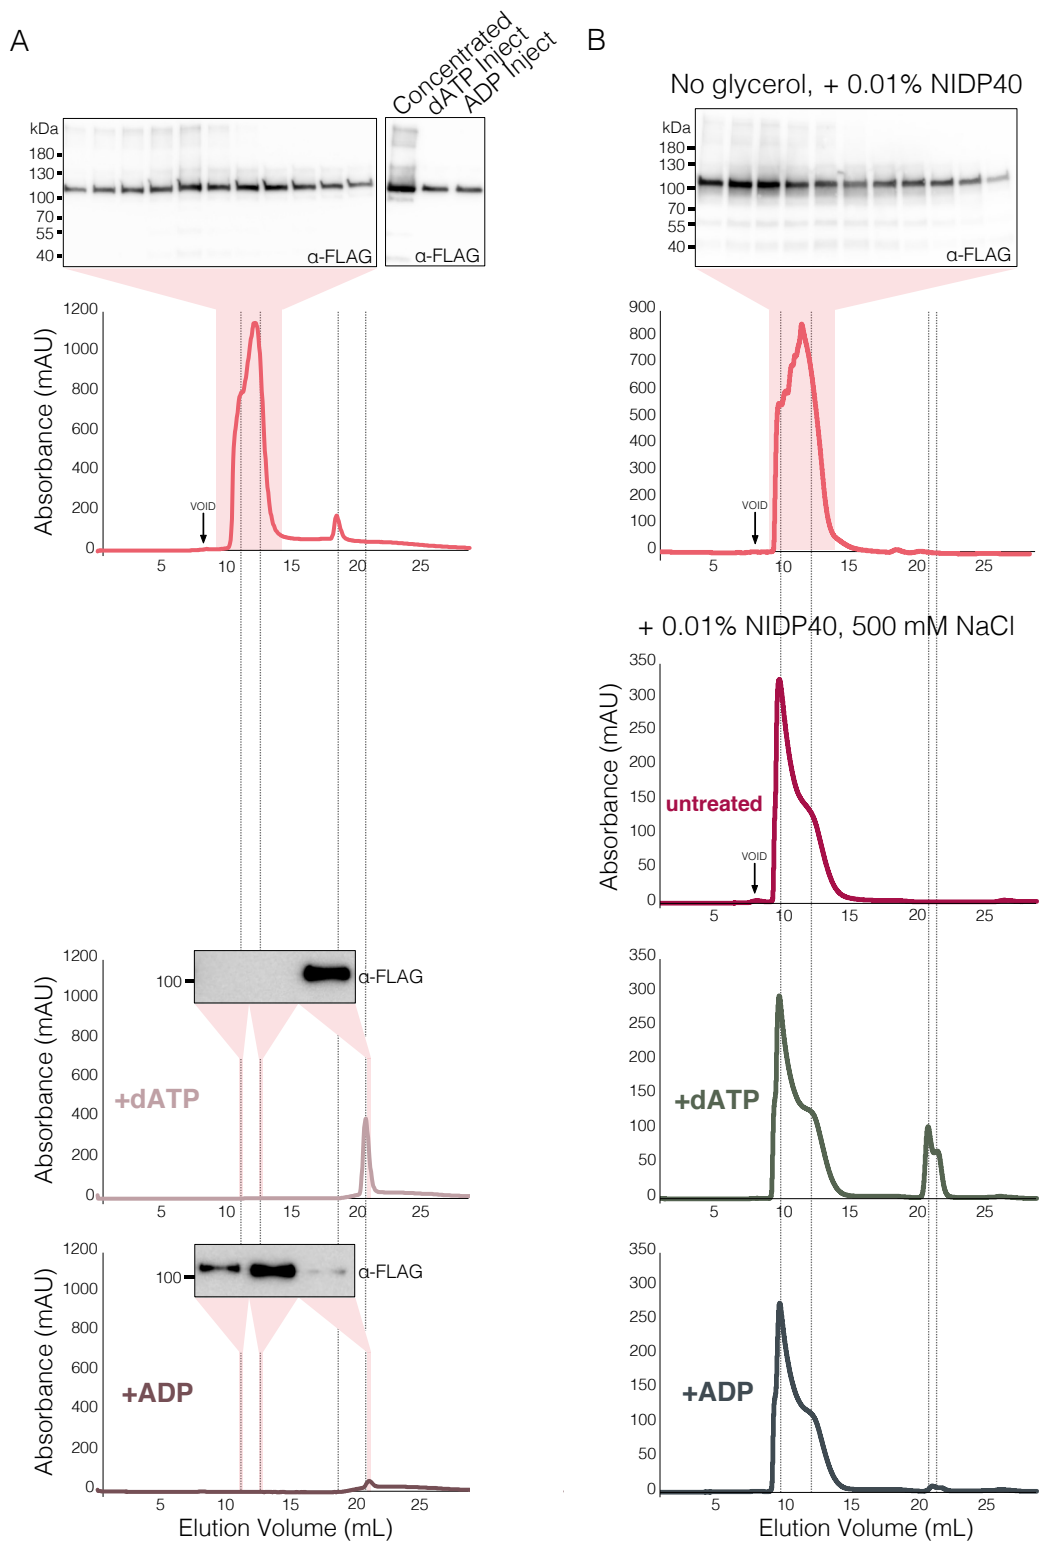 A
B
Concentrated
dATP Inject
ADP Inject
No glycerol, + 0.01% NIDP40
kDa
180
130
100
70
55
40
α-FLAG
α-FLAG
kDa
180
130
100
70
55
40
α-FLAG
Absorbance (mAU)
1200
1000
800
600
400
200
0
VOID
5 10 15 20 25
900
800
700
600
500
400
300
200
100
0
VOID
5 10 15 20 25
+ 0.01% NIDP40, 500 mM NaCl
Absorbance (mAU)
350
300
250
200
150
100
50
0
untreated
VOID
5 10 15 20 25
Absorbance (mAU)
1200
1000
800
600
400
200
0
100
α-FLAG
+dATP
5 10 15 20 25
350
300
250
200
150
100
50
0
+dATP
5 10 15 20 25
Absorbance (mAU)
1200
1000
800
600
400
200
0
100
α-FLAG
+ADP
5 10 15 20 25
Elution Volume (mL)
350
300
250
200
150
100
50
0
+ADP
5 10 15 20 25
Elution Volume (mL)